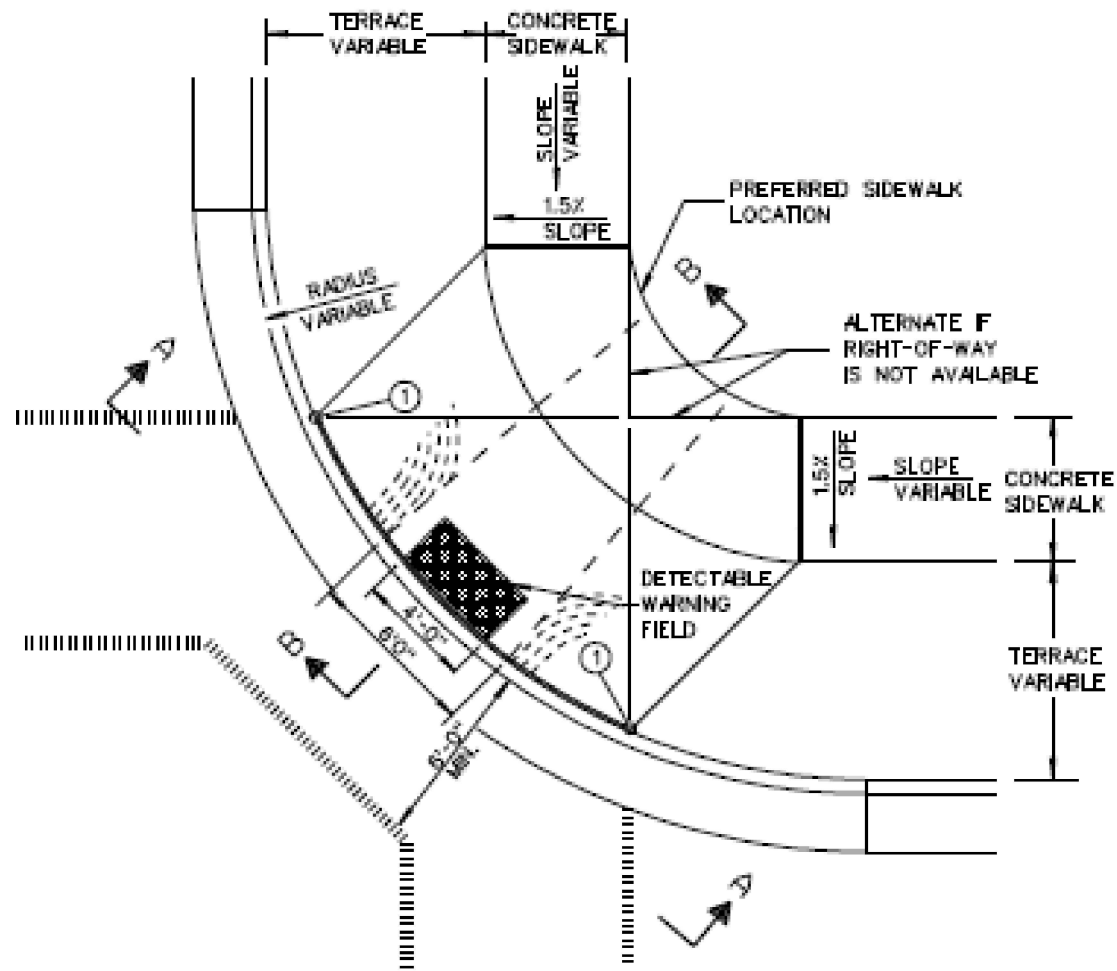 TERRACE
VARIABLE
CONCRETE
SIDEWALK
SLOPE
VARIABLE
1.5%
SLOPE
PREFERRED SIDEWALK
LOCATION
B
RADIUS
VARIABLE
A
1
ALTERNATE IF
RIGHT-OF-WAY
IS NOT AVAILABLE
1.5%
SLOPE
SLOPE
VARIABLE
CONCRETE
SIDEWALK
DETECTABLE
WARNING
FIELD
4'-0"
6'0"
B
1
6'-0"
MIN.
TERRACE
VARIABLE
A